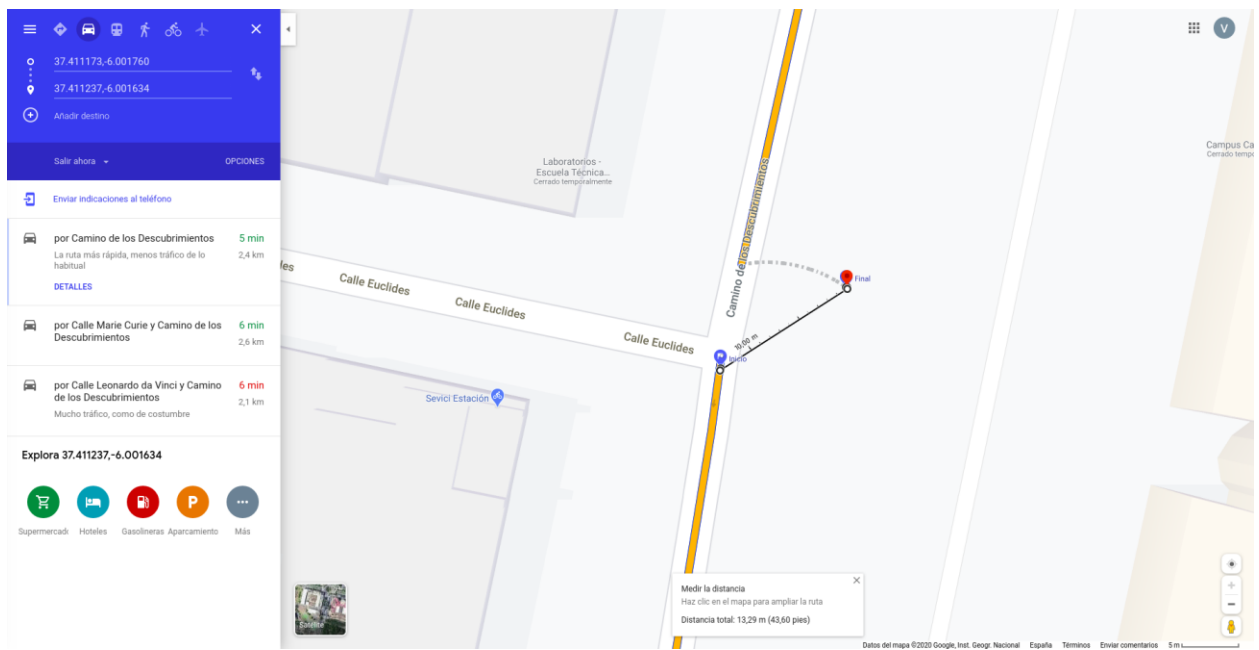 37.411173,-6.001760
37.411237,-6.001634
Añadir destino
Salir ahora
OPCIONES
Enviar indicaciones al teléfono
por Camino de los Descubrimientos
5 min
La ruta más rápida, menos tráfico de lo
habitual
2,4 km
DETALLES
por Calle Marie Curie y Camino de los
Descubrimientos
6 min
2,6 km
por Calle Leonardo da Vinci y Camino
de los Descubrimientos
6 min
2,1 km
Mucho tráfico, como de costumbre
Explora 37.411237,-6.001634
Supermercad
Hoteles
Gasolineras
Aparcamiento
Más
P
V
Campus Ca
Cerrado tempo
Laboratorios -
Escuela Técnica...
Cerrado temporalmente
Camino de los Descubrimientos
les
Calle Euclides
Calle Euclides
Calle Euclides
Final
10,00 m
Inicio
Sevici Estación
Satélite
Medir la distancia
Haz clic en el mapa para ampliar la ruta
Distancia total: 13,29 m (43,60 pies)
Datos del mapa ©2020 Google, Inst. Geogr. Nacional
España
Términos
Enviar comentarios
5 m